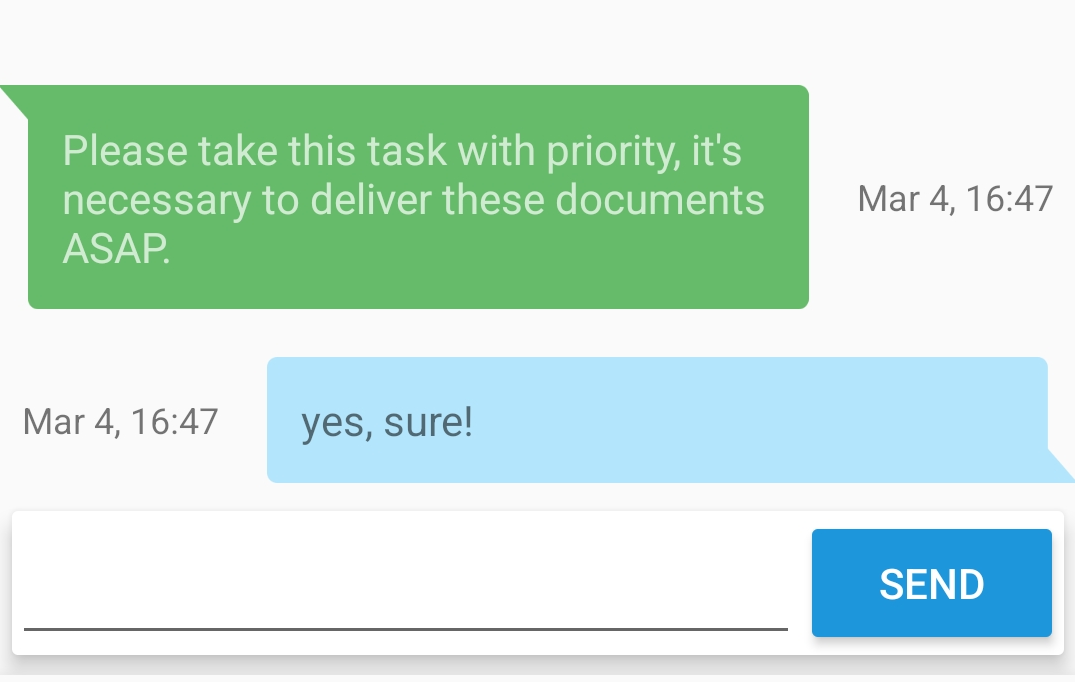 Please take this task with priority, it's
necessary to deliver these documents
ASAP.
Mar 4, 16:47
Mar 4, 16:47
yes, sure!
SEND